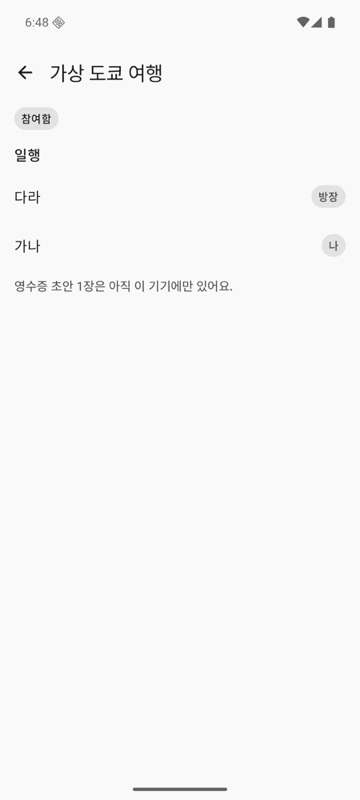 6:48
가상 도쿄 여행
참여함
일행
다라
방장
가나
나
영수증 초안 1장은 아직 이 기기에만 있어요.